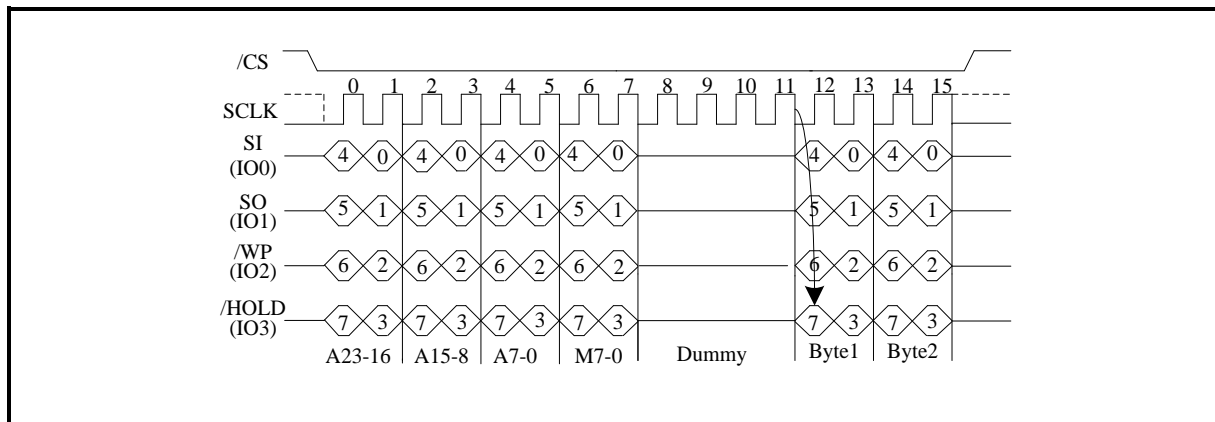 /CS
0 1 2 3 4 5 6 7 8 9 10 11 12 13 14 15
SCLK
SI
(IO0)
4 0 4 0 4 0 4 0 4 0 4 0
SO
(IO1)
5 1 5 1 5 1 5 1 5 1 5 1
/WP
(IO2)
6 2 6 2 6 2 6 2 6 2 6 2
/HOLD
(IO3)
7 3 7 3 7 3 7 3 7 3 7 3
A23-16 A15-8 A7-0 M7-0 Dummy Byte1 Byte2